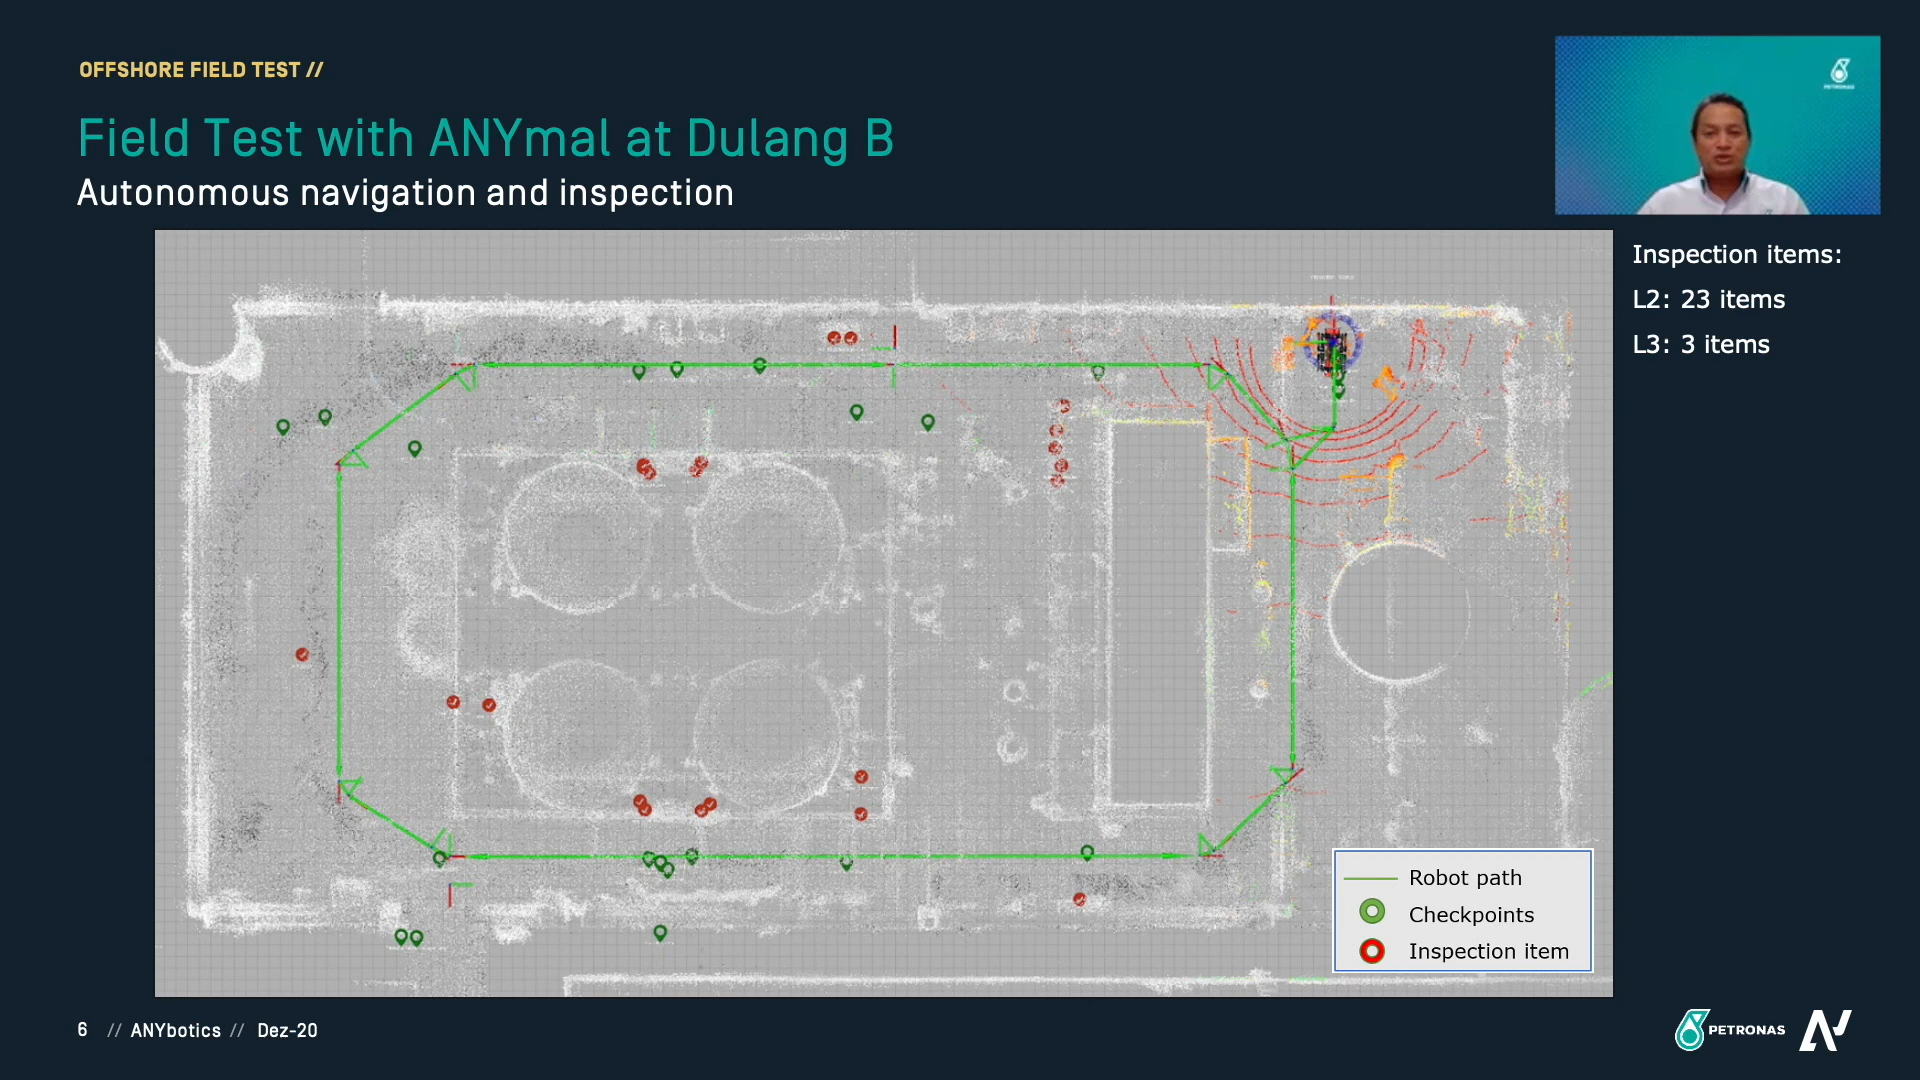 OFFSHORE FIELD TEST //
Field Test with ANYmal at Dulang B
Autonomous navigation and inspection
PETRONAS
Inspection items:
L2: 23 items
L3: 3 items
Robot path
Checkpoints
Inspection item
6 // ANYbotics // Dez-20
PETRONAS